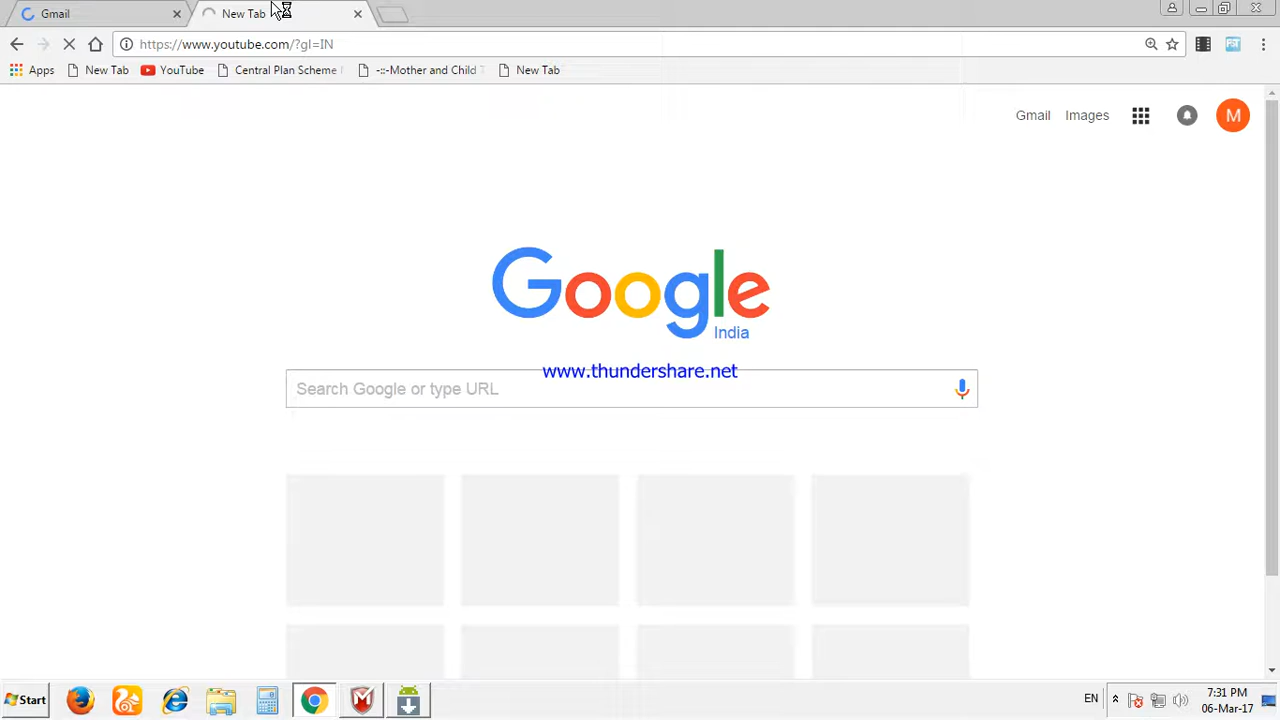 Gmail
New Tab
https://www.youtube.com/?gl=IN
Apps
New Tab
YouTube
Central Plan Scheme
-::-Mother and Child
New Tab
Gmail
Images
M
Google
India
www.thundershare.net
Search Google or type URL
Start
EN
7:31 PM
06-Mar-17